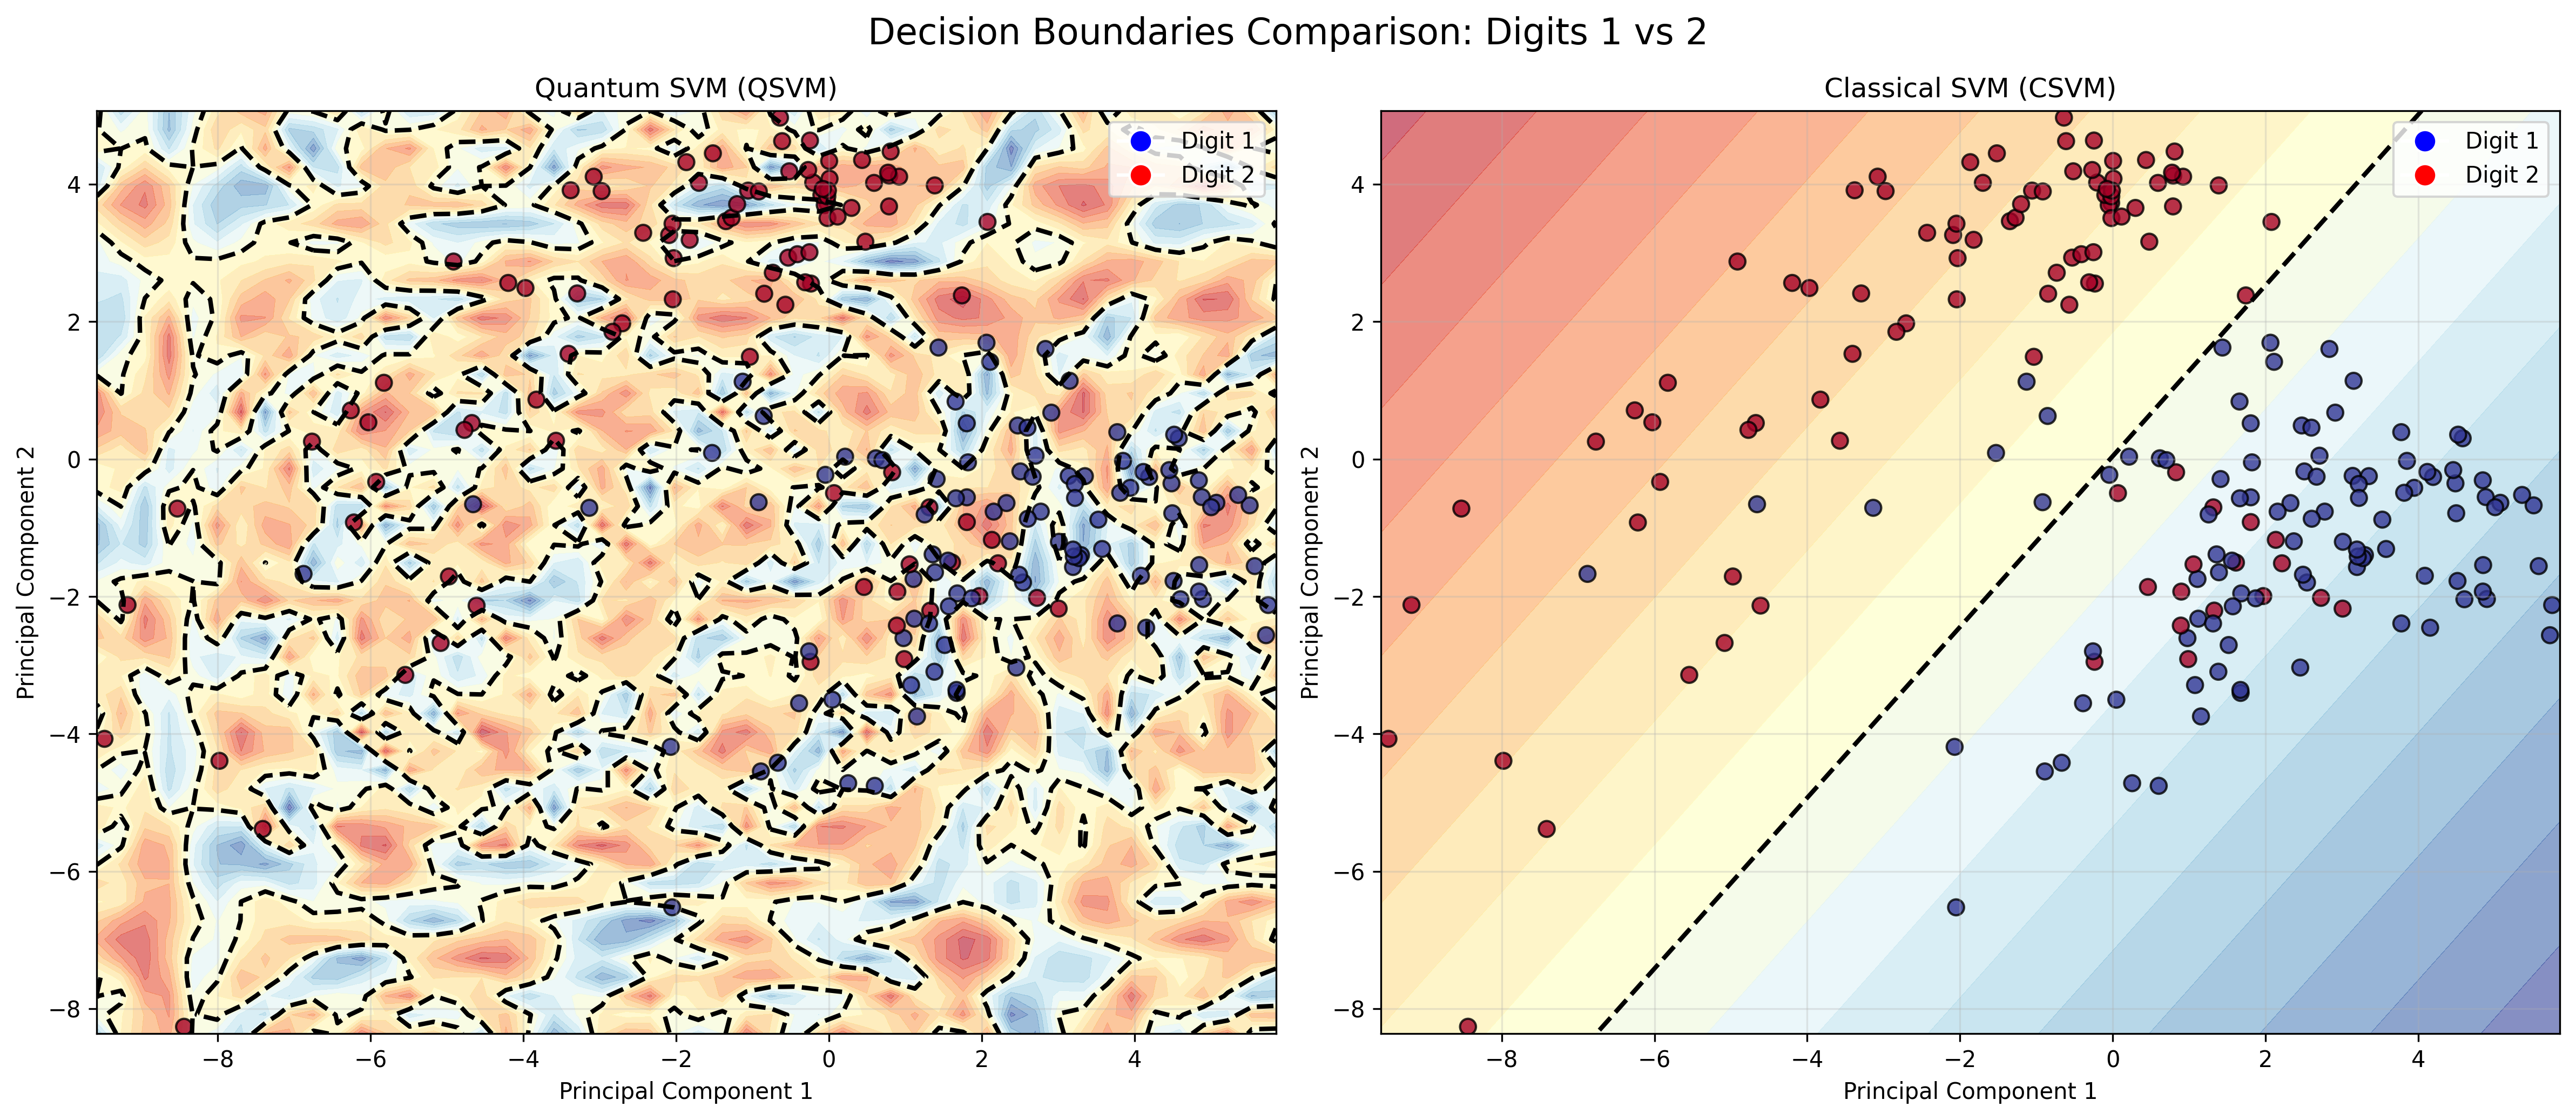 Decision Boundaries Comparison: Digits 1 vs 2
Quantum SVM (QSVM)
Digit 1
Digit 2
4
2
0
−2
−4
−6
−8
Principal Component 2
−8
−6
−4
−2
0
2
4
Principal Component 1
Classical SVM (CSVM)
Digit 1
Digit 2
4
2
0
−2
−4
−6
−8
Principal Component 2
−8
−6
−4
−2
0
2
4
Principal Component 1